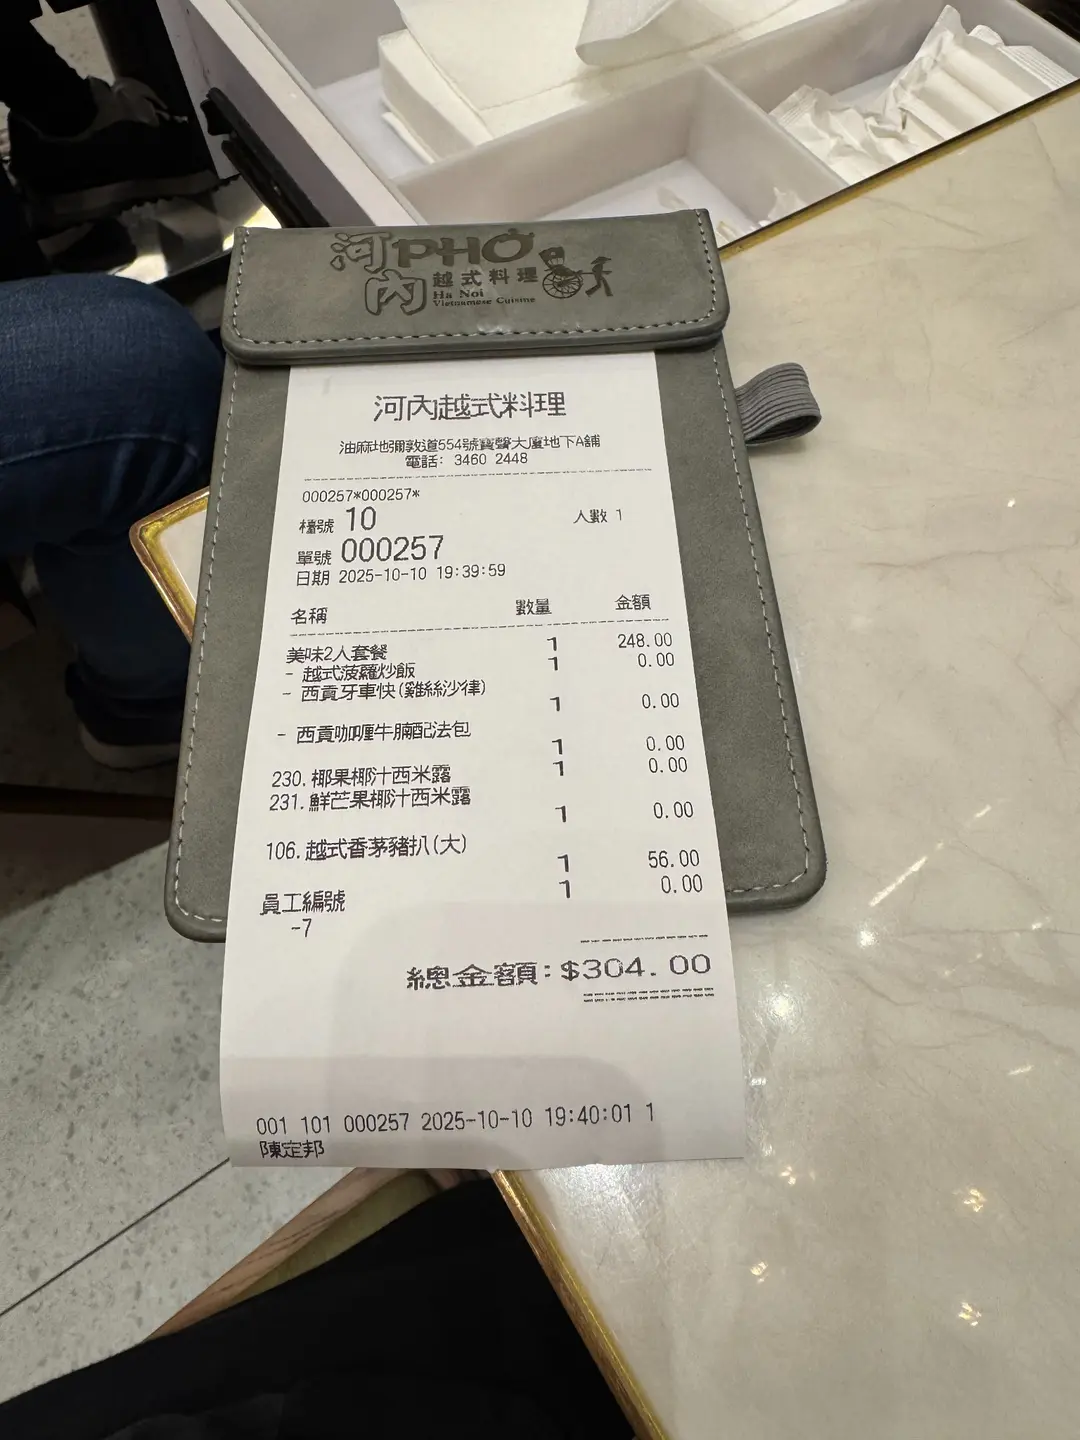 河內 PHỞ
越式料理
Ha Noi
Vietnamese Cuisine
河內越式料理
油麻地彌敦道554號寶聲大廈地下A鋪
電話: 3460 2448
000257*000257*
檯號 10 人數 1
單號 000257
日期 2025-10-10 19:39:59
名稱 數量 金額
美味2人套餐 1 248.00
- 越式菠蘿炒飯 1 0.00
- 西貢牙車快(雞絲沙律)
1 0.00
- 西貢咖喱牛腩配法包
1 0.00
230. 椰果椰汁西米露 1 0.00
231. 鮮芒果椰汁西米露
1 0.00
106. 越式香茅豬扒(大)
1 56.00
員工編號 1 0.00
-7
總金額: $304.00
001 101 000257 2025-10-10 19:40:01 1
陳定邦